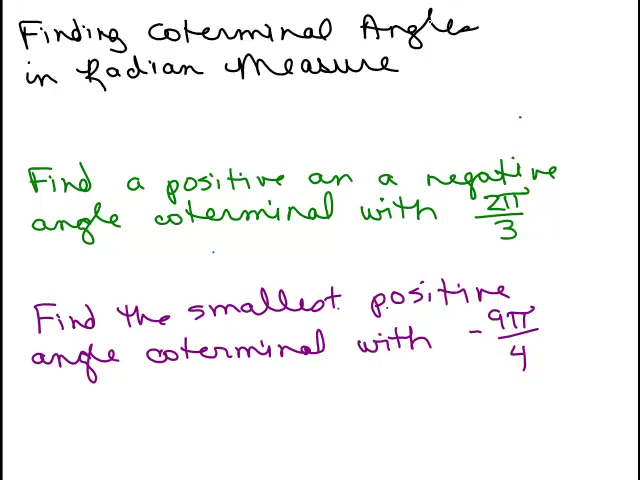 Finding Coterminal Angles
in Radian Measure
Find a positive an a negative
angle coterminal with 2π/3
Find the smallest positive
angle coterminal with -9π/4